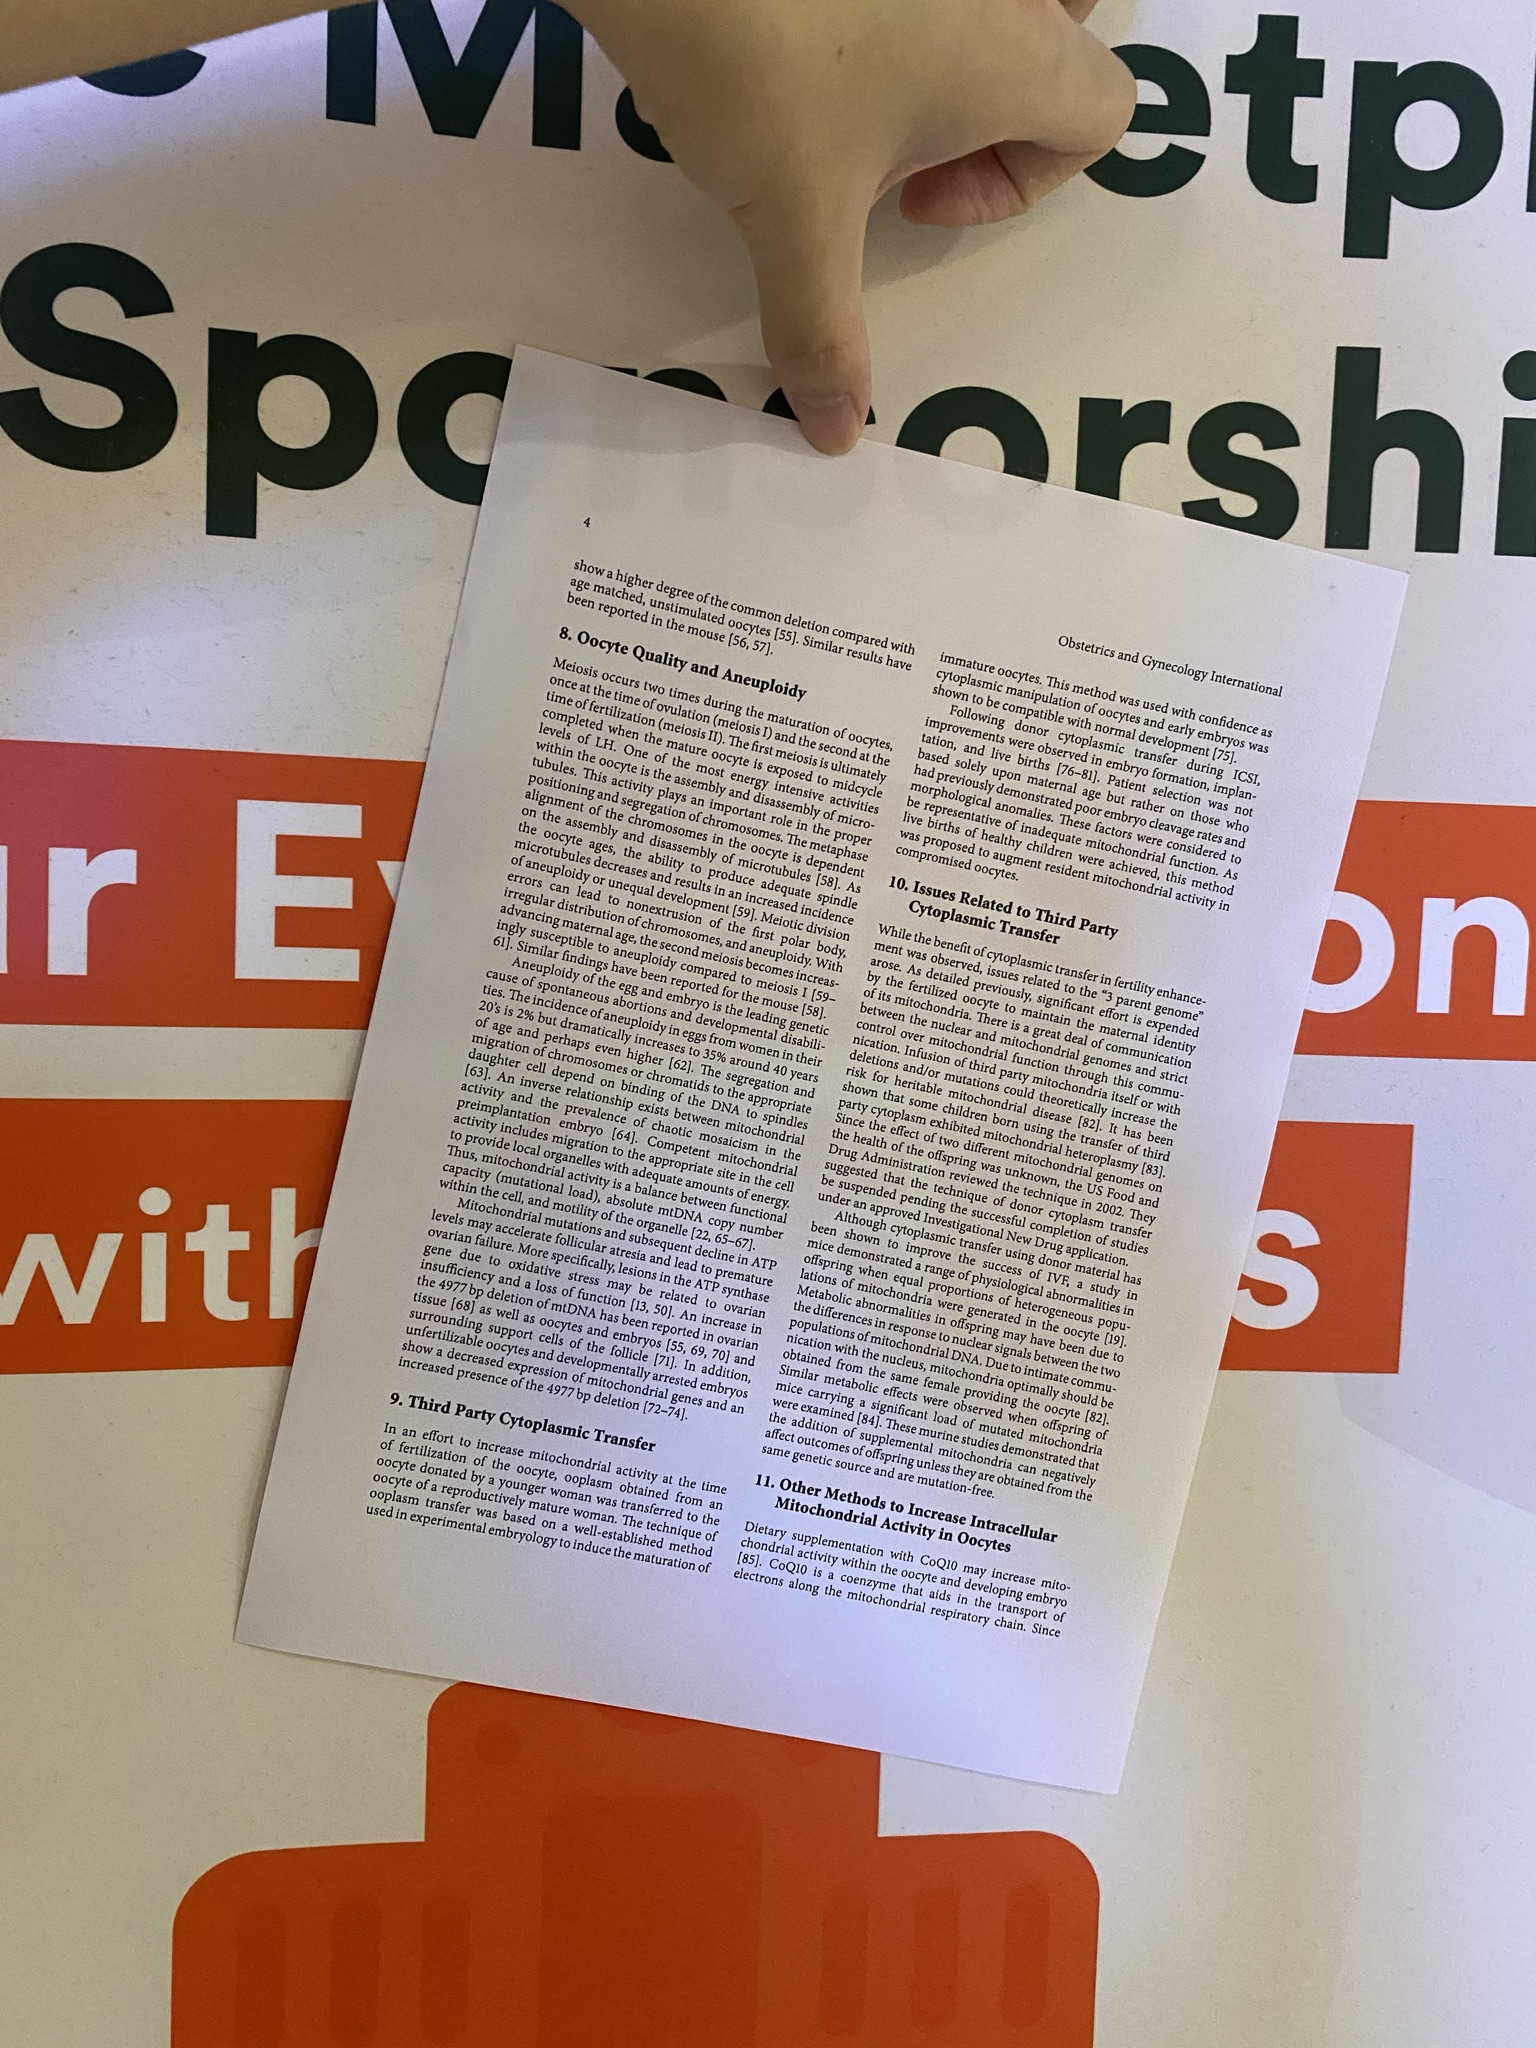 e Ma etpl
Sponsorshi
ur Ev on
with s
4
Obstetrics and Gynecology International
show a higher degree of the common deletion compared with
age matched, unstimulated oocytes [55]. Similar results have
been reported in the mouse [56, 57].
8. Oocyte Quality and Aneuploidy
Meiosis occurs two times during the maturation of oocytes,
once at the time of ovulation (meiosis I) and the second at the
time of fertilization (meiosis II). The first meiosis is ultimately
completed when the mature oocyte is exposed to midcycle
levels of LH. One of the most energy intensive activities
within the oocyte is the assembly and disassembly of micro-
tubules. This activity plays an important role in the proper
positioning and segregation of chromosomes. The metaphase
alignment of the chromosomes in the oocyte is dependent
on the assembly and disassembly of microtubules [58]. As
the oocyte ages, the ability to produce adequate spindle
microtubules decreases and results in an increased incidence
of aneuploidy or unequal development [59]. Meiotic division
errors can lead to nonextrusion of the first polar body,
irregular distribution of chromosomes, and aneuploidy. With
advancing maternal age, the second meiosis becomes increas-
ingly susceptible to aneuploidy compared to meiosis I [59–
61]. Similar findings have been reported for the mouse [58].
Aneuploidy of the egg and embryo is the leading genetic
cause of spontaneous abortions and developmental disabili-
ties. The incidence of aneuploidy in eggs from women in their
20's is 2% but dramatically increases to 35% around 40 years
of age and perhaps even higher [62]. The segregation and
migration of chromosomes or chromatids to the appropriate
daughter cell depend on binding of the DNA to spindles
[63]. An inverse relationship exists between mitochondrial
activity and the prevalence of chaotic mosaicism in the
preimplantation embryo [64]. Competent mitochondrial
activity includes migration to the appropriate site in the cell
to provide local organelles with adequate amounts of energy.
Thus, mitochondrial activity is a balance between functional
capacity (mutational load), absolute mtDNA copy number
within the cell, and motility of the organelle [22, 65–67].
Mitochondrial mutations and subsequent decline in ATP
levels may accelerate follicular atresia and lead to premature
ovarian failure. More specifically, lesions in the ATP synthase
gene due to oxidative stress may be related to ovarian
insufficiency and a loss of function [13, 50]. An increase in
the 4977 bp deletion of mtDNA has been reported in ovarian
tissue [68] as well as oocytes and embryos [55, 69, 70] and
surrounding support cells of the follicle [71]. In addition,
unfertilizable oocytes and developmentally arrested embryos
show a decreased expression of mitochondrial genes and an
increased presence of the 4977 bp deletion [72–74].
9. Third Party Cytoplasmic Transfer
In an effort to increase mitochondrial activity at the time
of fertilization of the oocyte, ooplasm obtained from an
oocyte donated by a younger woman was transferred to the
oocyte of a reproductively mature woman. The technique of
ooplasm transfer was based on a well-established method
used in experimental embryology to induce the maturation of
immature oocytes. This method was used with confidence as
cytoplasmic manipulation of oocytes and early embryos was
shown to be compatible with normal development [75].
Following donor cytoplasmic transfer during ICSI,
improvements were observed in embryo formation, implan-
tation, and live births [76–81]. Patient selection was not
based solely upon maternal age but rather on those who
had previously demonstrated poor embryo cleavage rates and
morphological anomalies. These factors were considered to
be representative of inadequate mitochondrial function. As
live births of healthy children were achieved, this method
was proposed to augment resident mitochondrial activity in
compromised oocytes.
10. Issues Related to Third Party
Cytoplasmic Transfer
While the benefit of cytoplasmic transfer in fertility enhance-
ment was observed, issues related to the "3 parent genome"
arose. As detailed previously, significant effort is expended
by the fertilized oocyte to maintain the maternal identity
of its mitochondria. There is a great deal of communication
between the nuclear and mitochondrial genomes and strict
control over mitochondrial function through this commu-
nication. Infusion of third party mitochondria itself or with
deletions and/or mutations could theoretically increase the
risk for heritable mitochondrial disease [82]. It has been
shown that some children born using the transfer of third
party cytoplasm exhibited mitochondrial heteroplasmy [83].
Since the effect of two different mitochondrial genomes on
the health of the offspring was unknown, the US Food and
Drug Administration reviewed the technique in 2002. They
suggested that the technique of donor cytoplasm transfer
be suspended pending the successful completion of studies
under an approved Investigational New Drug application.
Although cytoplasmic transfer using donor material has
been shown to improve the success of IVF, a study in
mice demonstrated a range of physiological abnormalities in
offspring when equal proportions of heterogeneous popu-
lations of mitochondria were generated in the oocyte [19].
Metabolic abnormalities in offspring may have been due to
the differences in response to nuclear signals between the two
populations of mitochondrial DNA. Due to intimate commu-
nication with the nucleus, mitochondria optimally should be
obtained from the same female providing the oocyte [82].
Similar metabolic effects were observed when offspring of
mice carrying a significant load of mutated mitochondria
were examined [84]. These murine studies demonstrated that
the addition of supplemental mitochondria can negatively
affect outcomes of offspring unless they are obtained from the
same genetic source and are mutation-free.
11. Other Methods to Increase Intracellular
Mitochondrial Activity in Oocytes
Dietary supplementation with CoQ10 may increase mito-
chondrial activity within the oocyte and developing embryo
[85]. CoQ10 is a coenzyme that aids in the transport of
electrons along the mitochondrial respiratory chain. Since